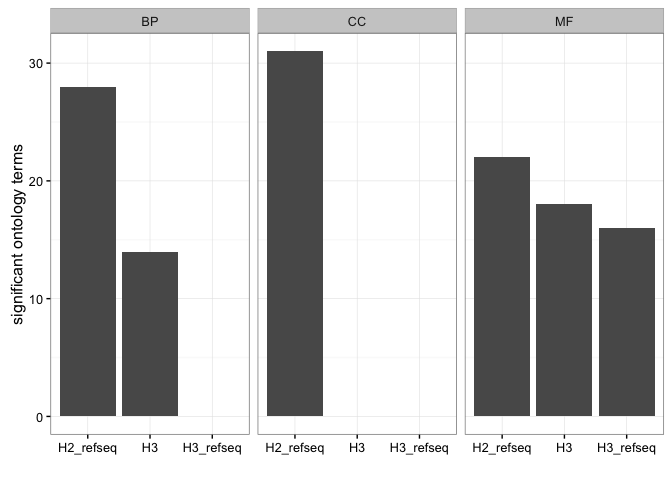 BP CC MF
significant ontology terms
30
20
10
0
H2_refseq H3 H3_refseq H2_refseq H3 H3_refseq H2_refseq H3 H3_refseq